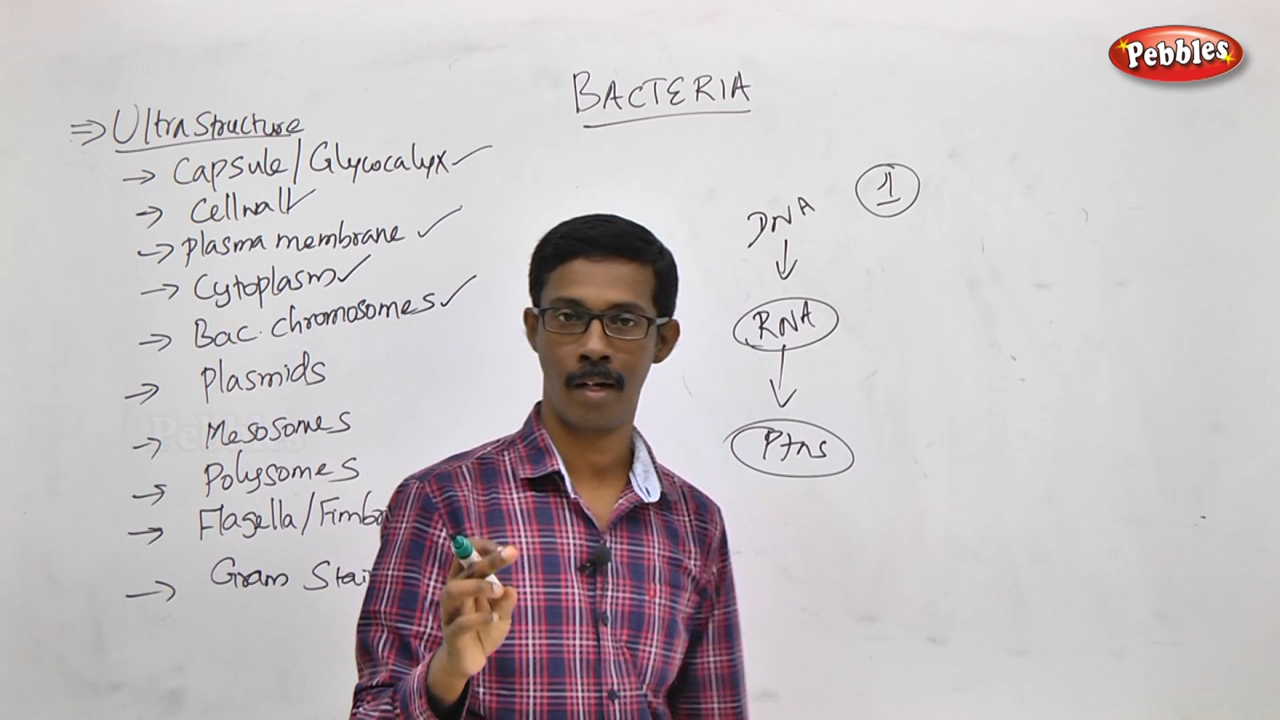 Pebbles
BACTERIA
⇒ Ultrastructure
→ Capsule/Glycocalyx ✓
→ Cellwall ✓
→ Plasma membrane ✓
→ Cytoplasm ✓
→ Bac. chromosomes ✓
→ Plasmids
→ Mesosomes
→ Polysomes
→ Flagella/Fimbr
→ Gram Stai
1
DNA
↓
RNA
↓
Ptns
Pebbles